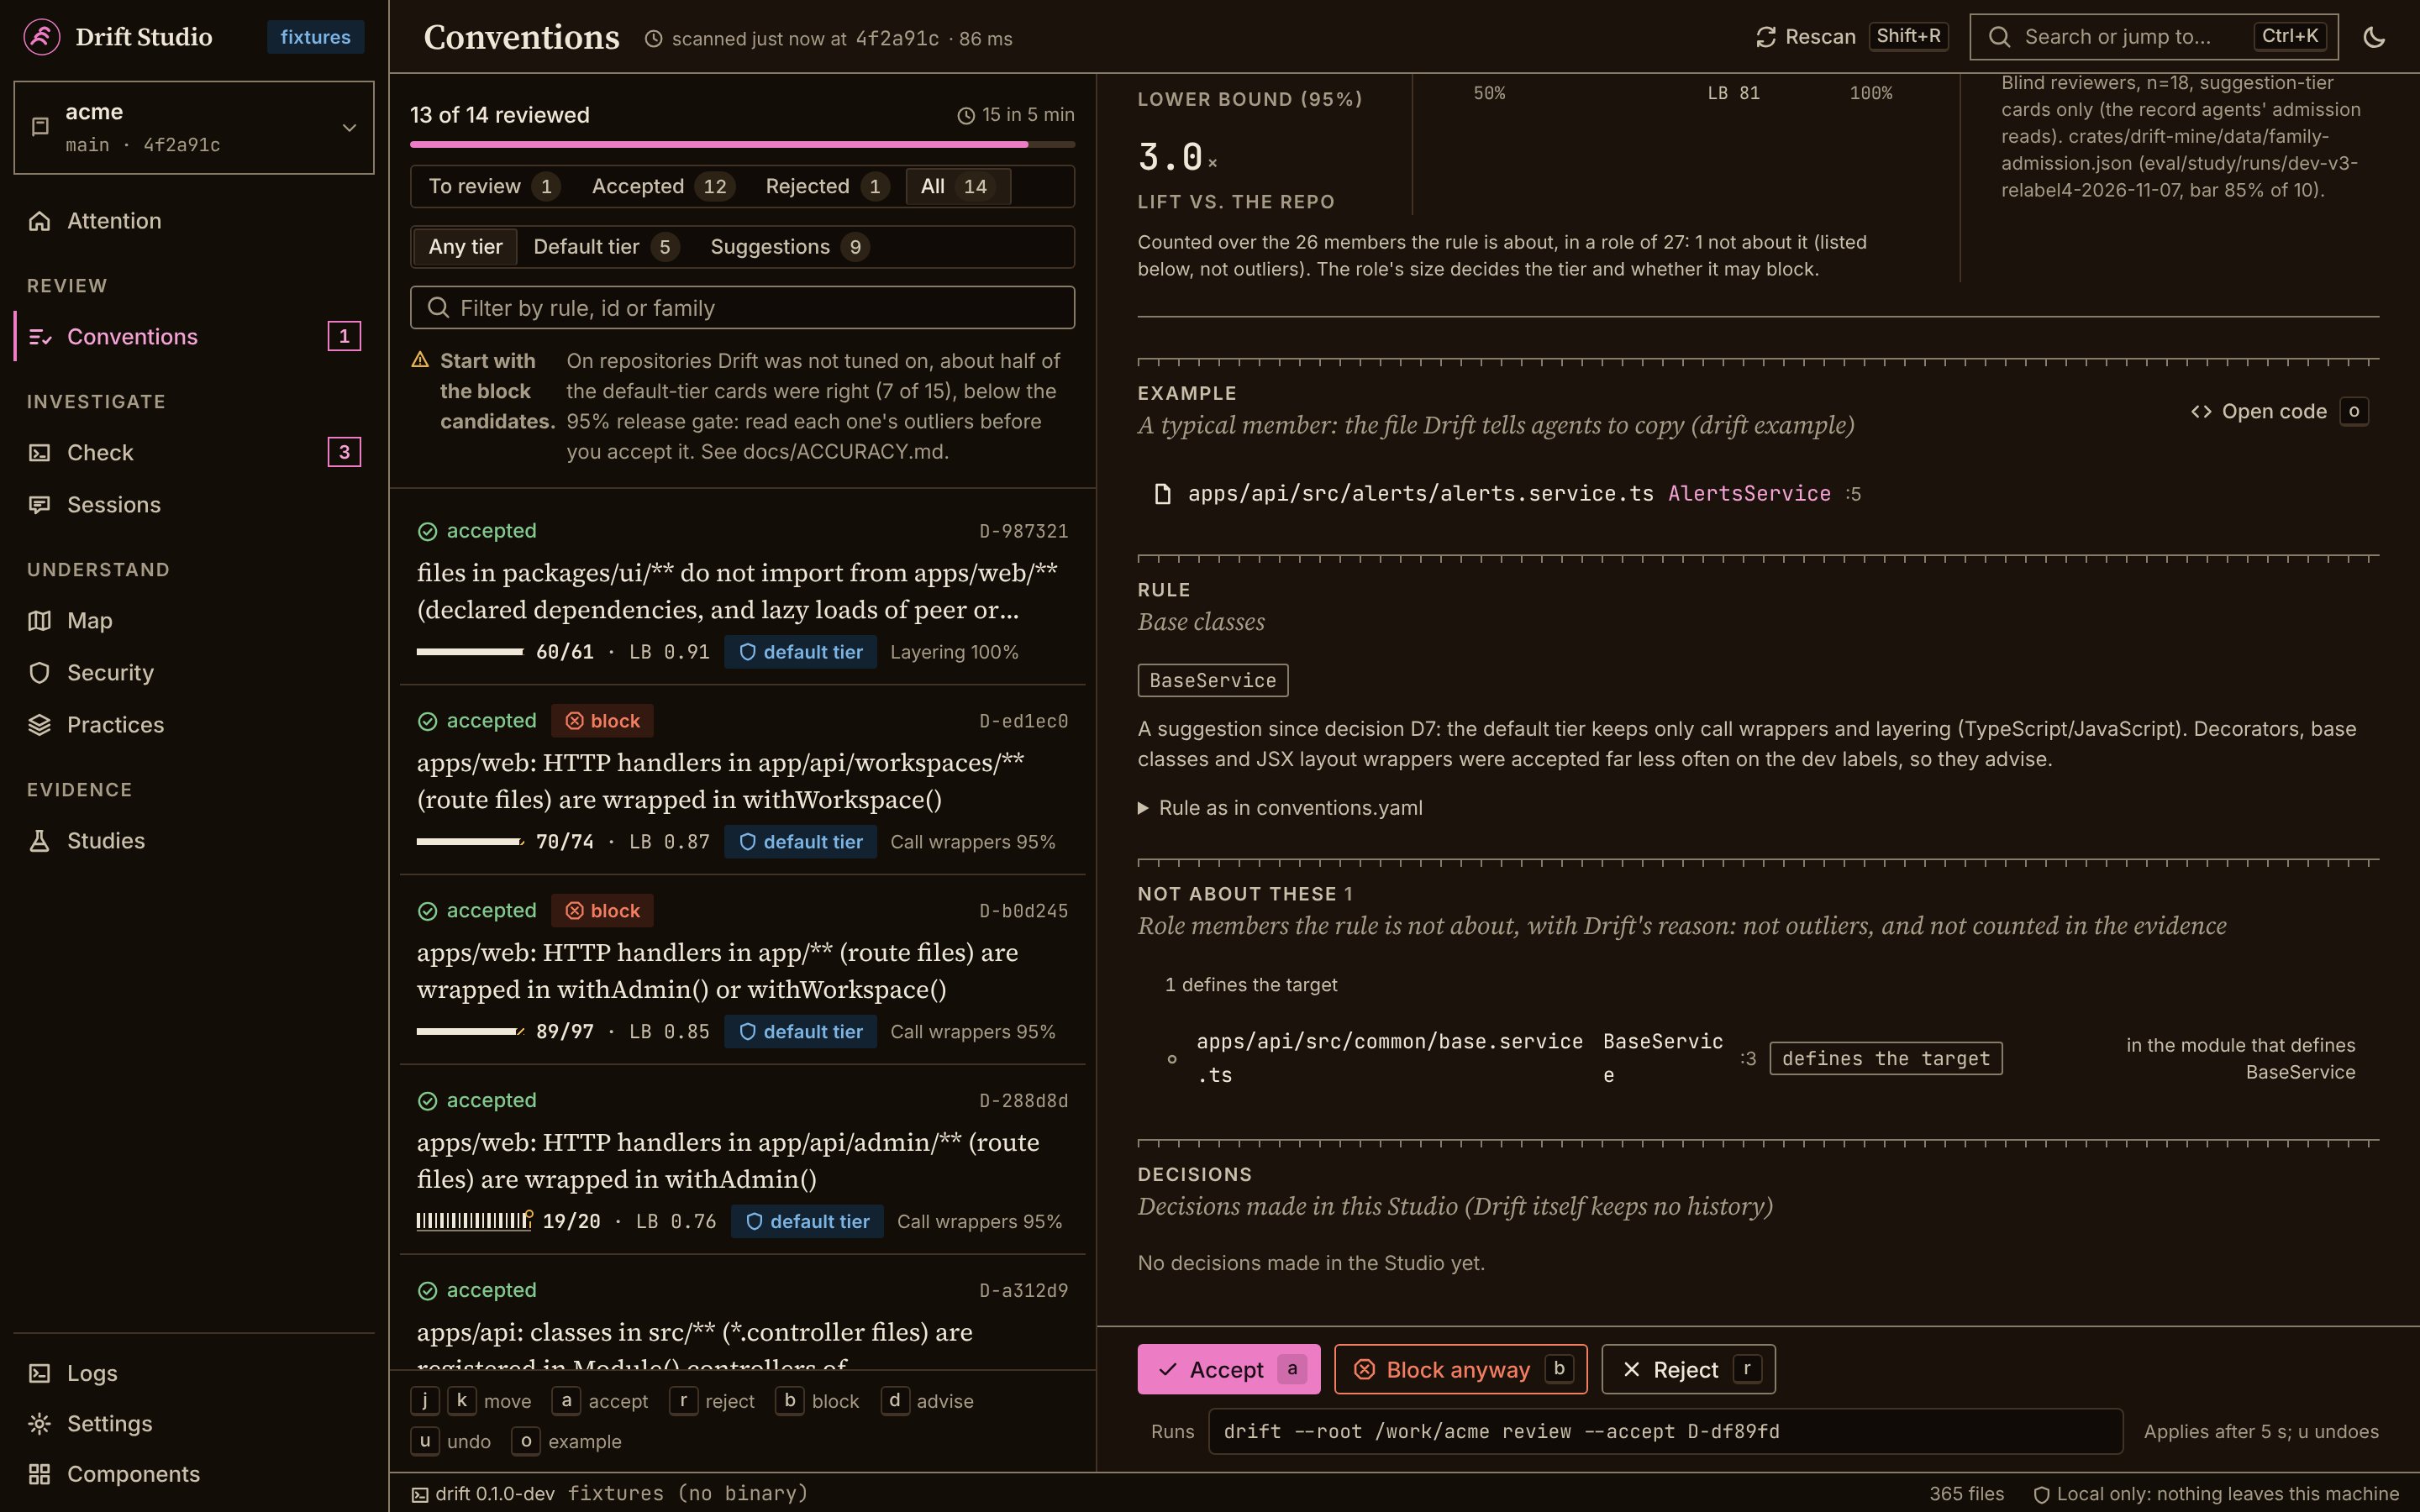 Drift Studio
fixtures
acme
main · 4f2a91c
Attention
REVIEW
Conventions
1
INVESTIGATE
Check
3
Sessions
UNDERSTAND
Map
Security
Practices
EVIDENCE
Studies
Logs
Settings
Components
Conventions
scanned just now at 4f2a91c · 86 ms
Rescan Shift+R
Search or jump to... Ctrl+K
13 of 14 reviewed
15 in 5 min
To review 1 Accepted 12 Rejected 1 All 14
Any tier Default tier 5 Suggestions 9
Filter by rule, id or family
Start with
the block
candidates.
On repositories Drift was not tuned on, about half of
the default-tier cards were right (7 of 15), below the
95% release gate: read each one's outliers before
you accept it. See docs/ACCURACY.md.
accepted D-987321
files in packages/ui/** do not import from apps/web/**
(declared dependencies, and lazy loads of peer or...
60/61 · LB 0.91 default tier Layering 100%
accepted block D-ed1ec0
apps/web: HTTP handlers in app/api/workspaces/**
(route files) are wrapped in withWorkspace()
70/74 · LB 0.87 default tier Call wrappers 95%
accepted block D-b0d245
apps/web: HTTP handlers in app/** (route files) are
wrapped in withAdmin() or withWorkspace()
89/97 · LB 0.85 default tier Call wrappers 95%
accepted D-288d8d
apps/web: HTTP handlers in app/api/admin/** (route
files) are wrapped in withAdmin()
19/20 · LB 0.76 default tier Call wrappers 95%
accepted D-a312d9
apps/api: classes in src/** (*.controller files) are
registered in Module() controllers of
j k move a accept r reject b block d advise
u undo o example
LOWER BOUND (95%)
3.0×
LIFT VS. THE REPO
50% LB 81 100%
Counted over the 26 members the rule is about, in a role of 27: 1 not about it (listed
below, not outliers). The role's size decides the tier and whether it may block.
Blind reviewers, n=18, suggestion-tier
cards only (the record agents' admission
reads). crates/drift-mine/data/family-
admission.json (eval/study/runs/dev-v3-
relabel4-2026-11-07, bar 85% of 10).
EXAMPLE
A typical member: the file Drift tells agents to copy (drift example)
Open code o
apps/api/src/alerts/alerts.service.ts AlertsService :5
RULE
Base classes
BaseService
A suggestion since decision D7: the default tier keeps only call wrappers and layering (TypeScript/JavaScript). Decorators, base
classes and JSX layout wrappers were accepted far less often on the dev labels, so they advise.
Rule as in conventions.yaml
NOT ABOUT THESE 1
Role members the rule is not about, with Drift's reason: not outliers, and not counted in the evidence
1 defines the target
apps/api/src/common/base.service
.ts
BaseServic
e
:3 defines the target
in the module that defines
BaseService
DECISIONS
Decisions made in this Studio (Drift itself keeps no history)
No decisions made in the Studio yet.
Accept a Block anyway b Reject r
Runs drift --root /work/acme review --accept D-df89fd Applies after 5 s; u undoes
drift 0.1.0-dev fixtures (no binary)
365 files Local only: nothing leaves this machine